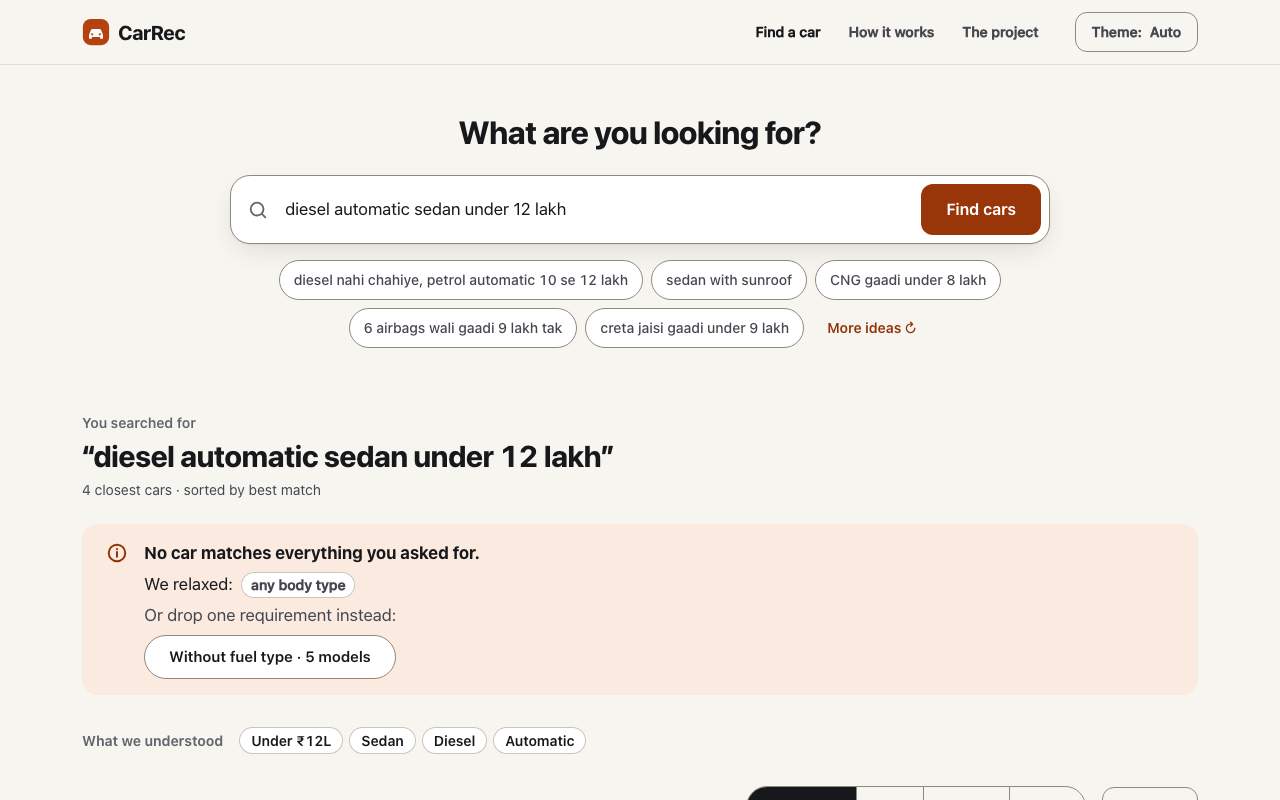 CarRec
Find a car
How it works
The project
Theme: Auto
What are you looking for?
diesel automatic sedan under 12 lakh
Find cars
diesel nahi chahiye, petrol automatic 10 se 12 lakh
sedan with sunroof
CNG gaadi under 8 lakh
6 airbags wali gaadi 9 lakh tak
creta jaisi gaadi under 9 lakh
More ideas ↻
You searched for
“diesel automatic sedan under 12 lakh”
4 closest cars · sorted by best match
No car matches everything you asked for.
We relaxed: any body type
Or drop one requirement instead:
Without fuel type · 5 models
What we understood
Under ₹12L
Sedan
Diesel
Automatic